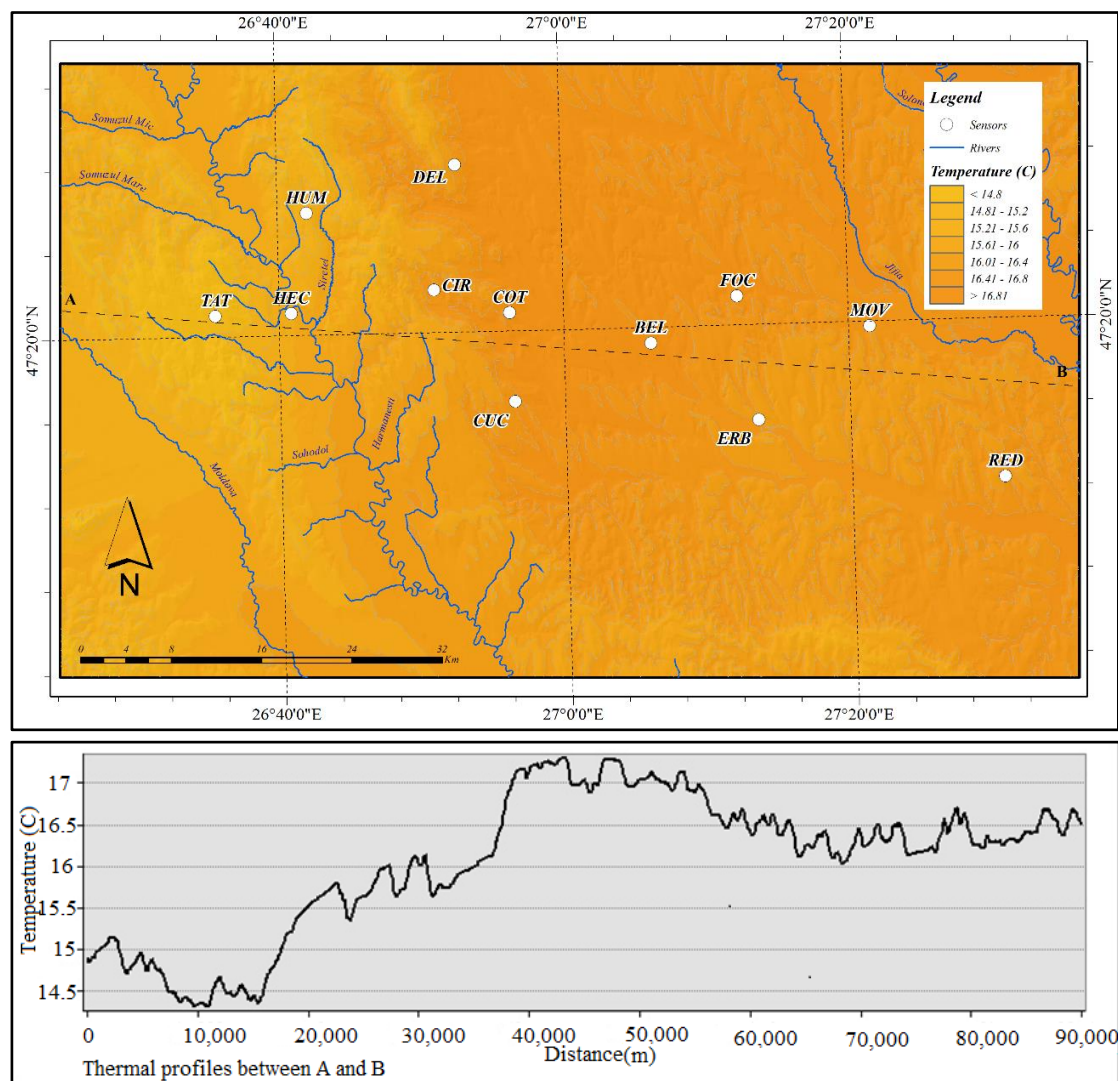 26°40'0"E 27°0'0"E 27°20'0"E
Legend
Sensors
Rivers
Temperature (C)
< 14.8
14.81 - 15.2
15.21 - 15.6
15.61 - 16
16.01 - 16.4
16.41 - 16.8
> 16.81
Somuzul Mic
Somuzul Mare
DEL
HUM
Siretel
Jijia
A
TAT
HEC
CIR
COT
FOC
MOV
BEL
B
47°20'0"N
47°20'0"N
CUC
ERB
RED
Harmanesti
Sohodol
Moldova
N
0 4 8 16 24 32
Km
26°40'0"E 27°0'0"E 27°20'0"E
Temperature (C)
17
16.5
16
15.5
15
14.5
0 10,000 20,000 30,000 40,000 50,000 60,000 70,000 80,000 90,000
Distance(m)
Thermal profiles between A and B